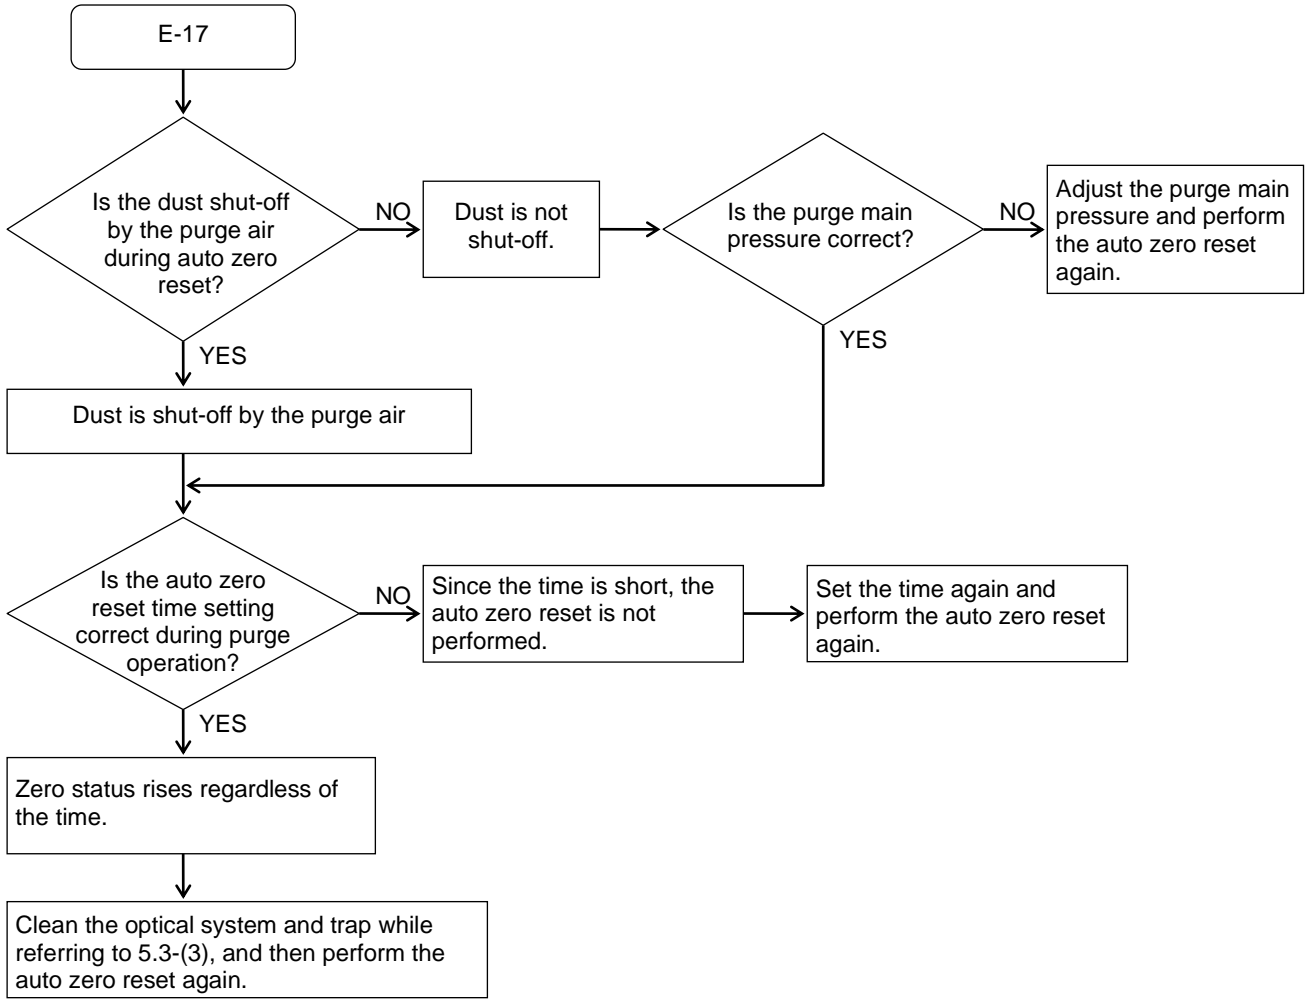 E-17
Is the dust shut-off
by the purge air
during auto zero
reset?
NO
Dust is not
shut-off.
Is the purge main
pressure correct?
NO
Adjust the purge main
pressure and perform
the auto zero reset
again.
YES
YES
Dust is shut-off by the purge air
Is the auto zero
reset time setting
correct during purge
operation?
NO
Since the time is short, the
auto zero reset is not
performed.
Set the time again and
perform the auto zero reset
again.
YES
Zero status rises regardless of
the time.
Clean the optical system and trap while
referring to 5.3-(3), and then perform the
auto zero reset again.